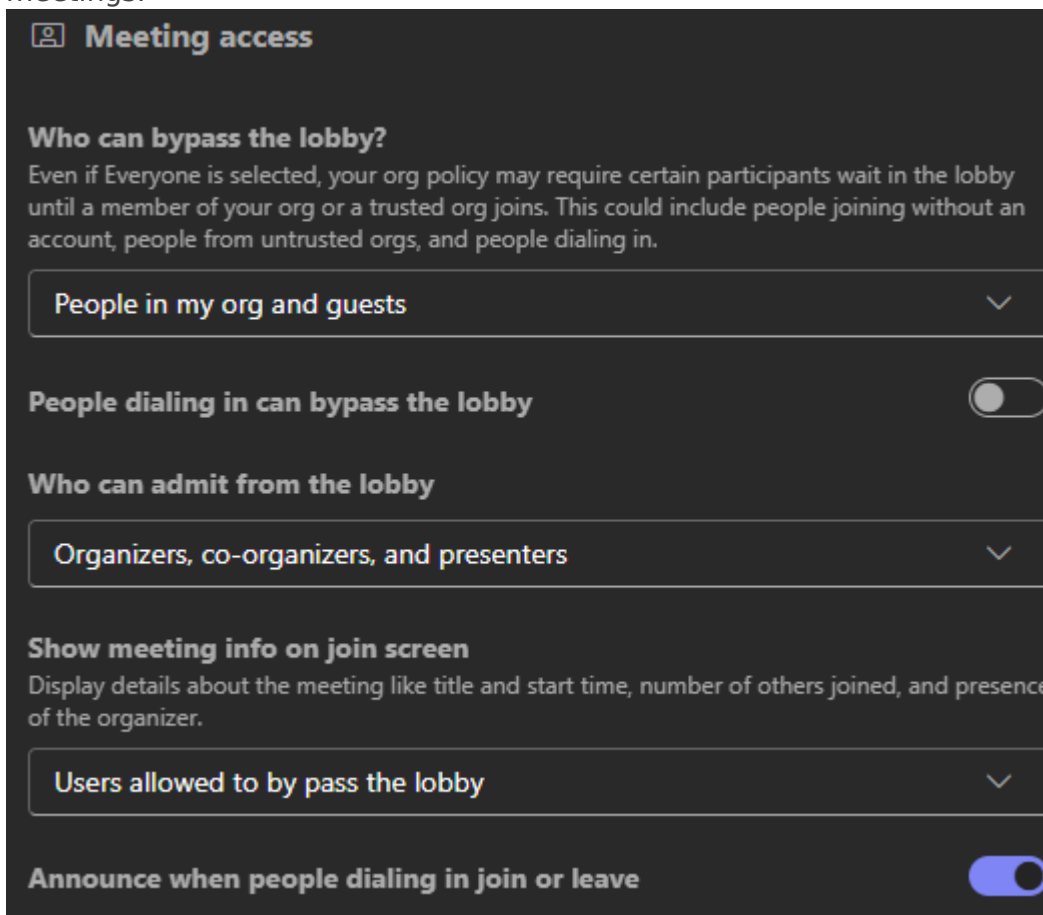 meetings.
Meeting access
Who can bypass the lobby?
Even if Everyone is selected, your org policy may require certain participants wait in the lobby
until a member of your org or a trusted org joins. This could include people joining without an
account, people from untrusted orgs, and people dialing in.
People in my org and guests
People dialing in can bypass the lobby
Who can admit from the lobby
Organizers, co-organizers, and presenters
Show meeting info on join screen
Display details about the meeting like title and start time, number of others joined, and presence
of the organizer.
Users allowed to by pass the lobby
Announce when people dialing in join or leave